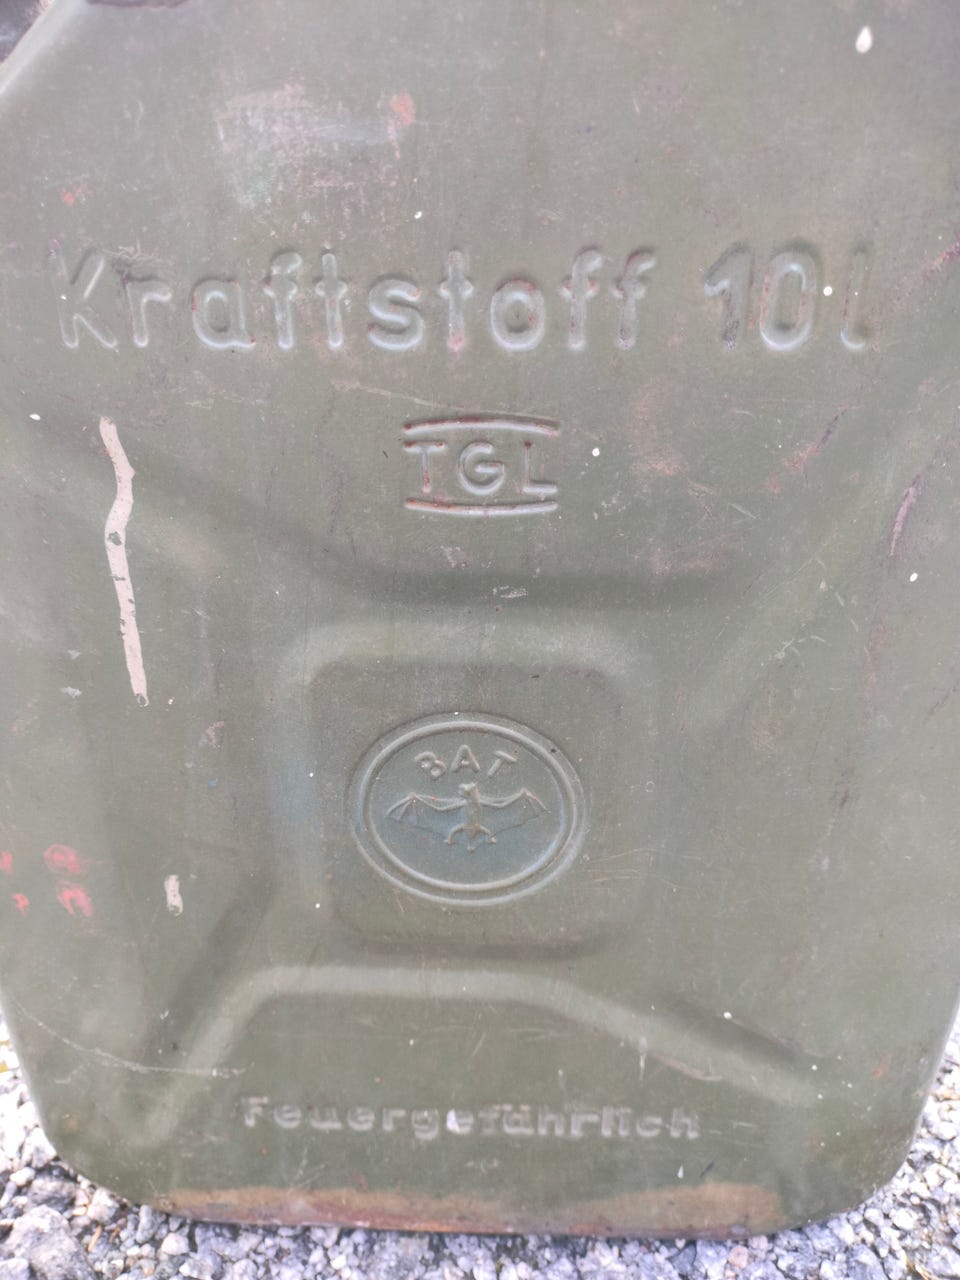 Kraftstoff 10l
TGL
BAT
Feuergefährlich